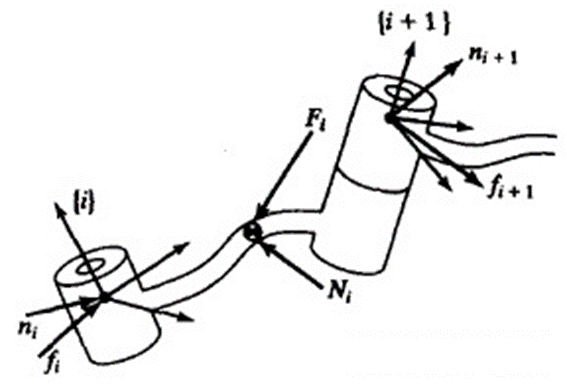 {i + 1}
n_{i + 1}
F_i
f_{i + 1}
{i}
N_i
n_i
f_i